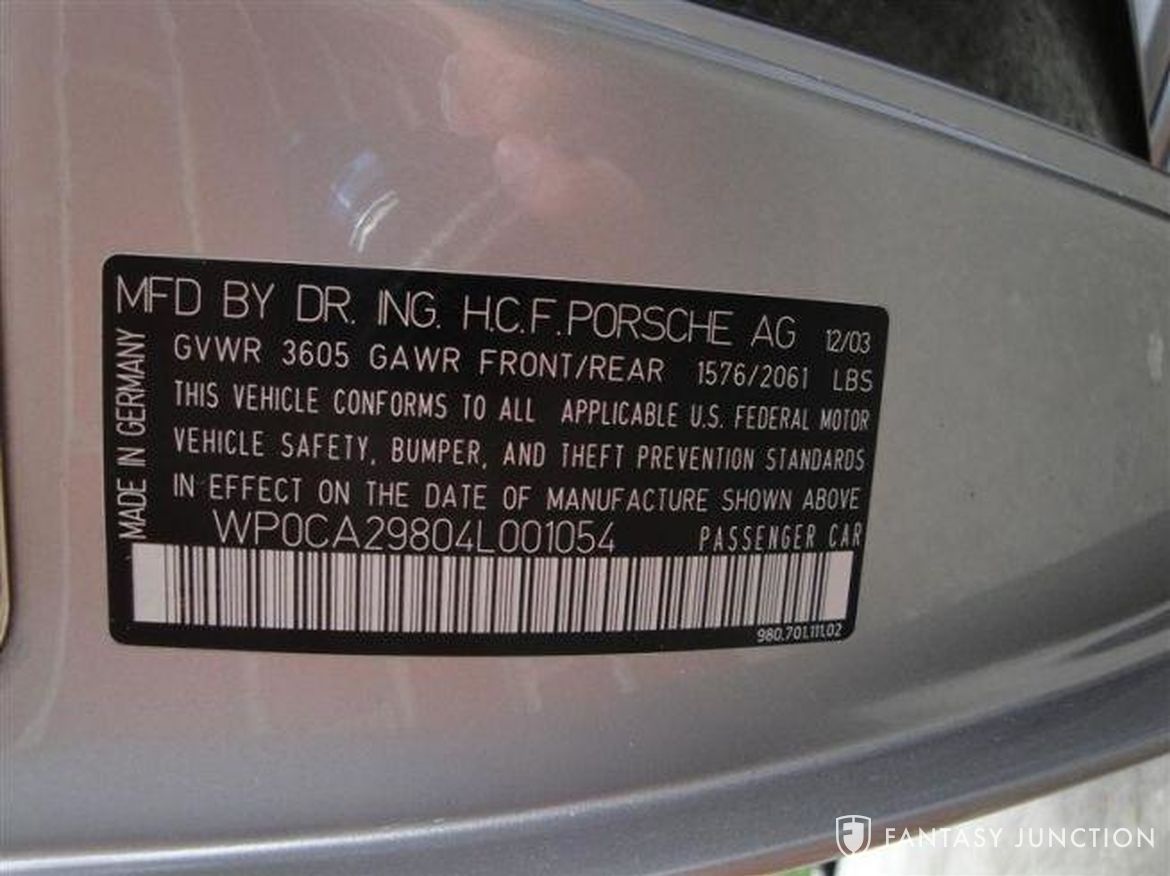 MFD BY DR. ING. H.C.F. PORSCHE AG 12/03
GVWR 3605 GAWR FRONT/REAR 1576/2061 LBS
THIS VEHICLE CONFORMS TO ALL APPLICABLE U.S. FEDERAL MOTOR
VEHICLE SAFETY, BUMPER, AND THEFT PREVENTION STANDARDS
IN EFFECT ON THE DATE OF MANUFACTURE SHOWN ABOVE
WP0CA29804L001054 PASSENGER CAR
980.701.111.02
MADE IN GERMANY
FANTASY JUNCTION